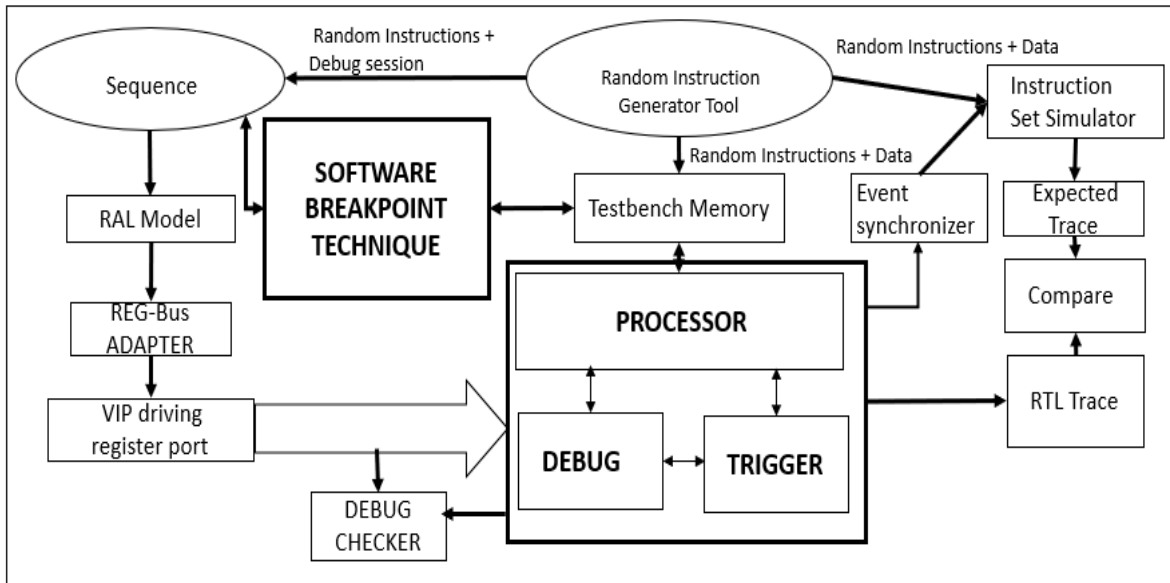 Random Instructions +
Debug session
Sequence
Random Instruction
Generator Tool
Random Instructions + Data
Instruction
Set Simulator
SOFTWARE
BREAKPOINT
TECHNIQUE
Random Instructions + Data
RAL Model
Testbench Memory
Event
synchronizer
Expected
Trace
Compare
REG-Bus
ADAPTER
PROCESSOR
VIP driving
register port
RTL Trace
DEBUG
TRIGGER
DEBUG
CHECKER